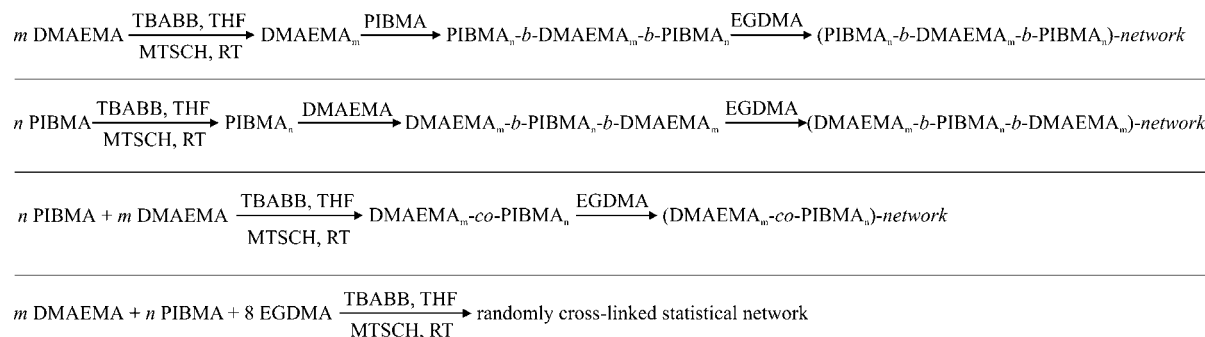 m DMAEMA TBABB, THF MTSCH, RT DMAEMAₘ PIBMA PIBMAₙ-b-DMAEMAₘ-b-PIBMAₙ EGDMA (PIBMAₙ-b-DMAEMAₘ-b-PIBMAₙ)-network
n PIBMA TBABB, THF MTSCH, RT PIBMAₙ DMAEMA DMAEMAₘ-b-PIBMAₙ-b-DMAEMAₘ EGDMA (DMAEMAₘ-b-PIBMAₙ-b-DMAEMAₘ)-network
n PIBMA + m DMAEMA TBABB, THF MTSCH, RT DMAEMAₘ-co-PIBMAₙ EGDMA (DMAEMAₘ-co-PIBMAₙ)-network
m DMAEMA + n PIBMA + 8 EGDMA TBABB, THF MTSCH, RT randomly cross-linked statistical network